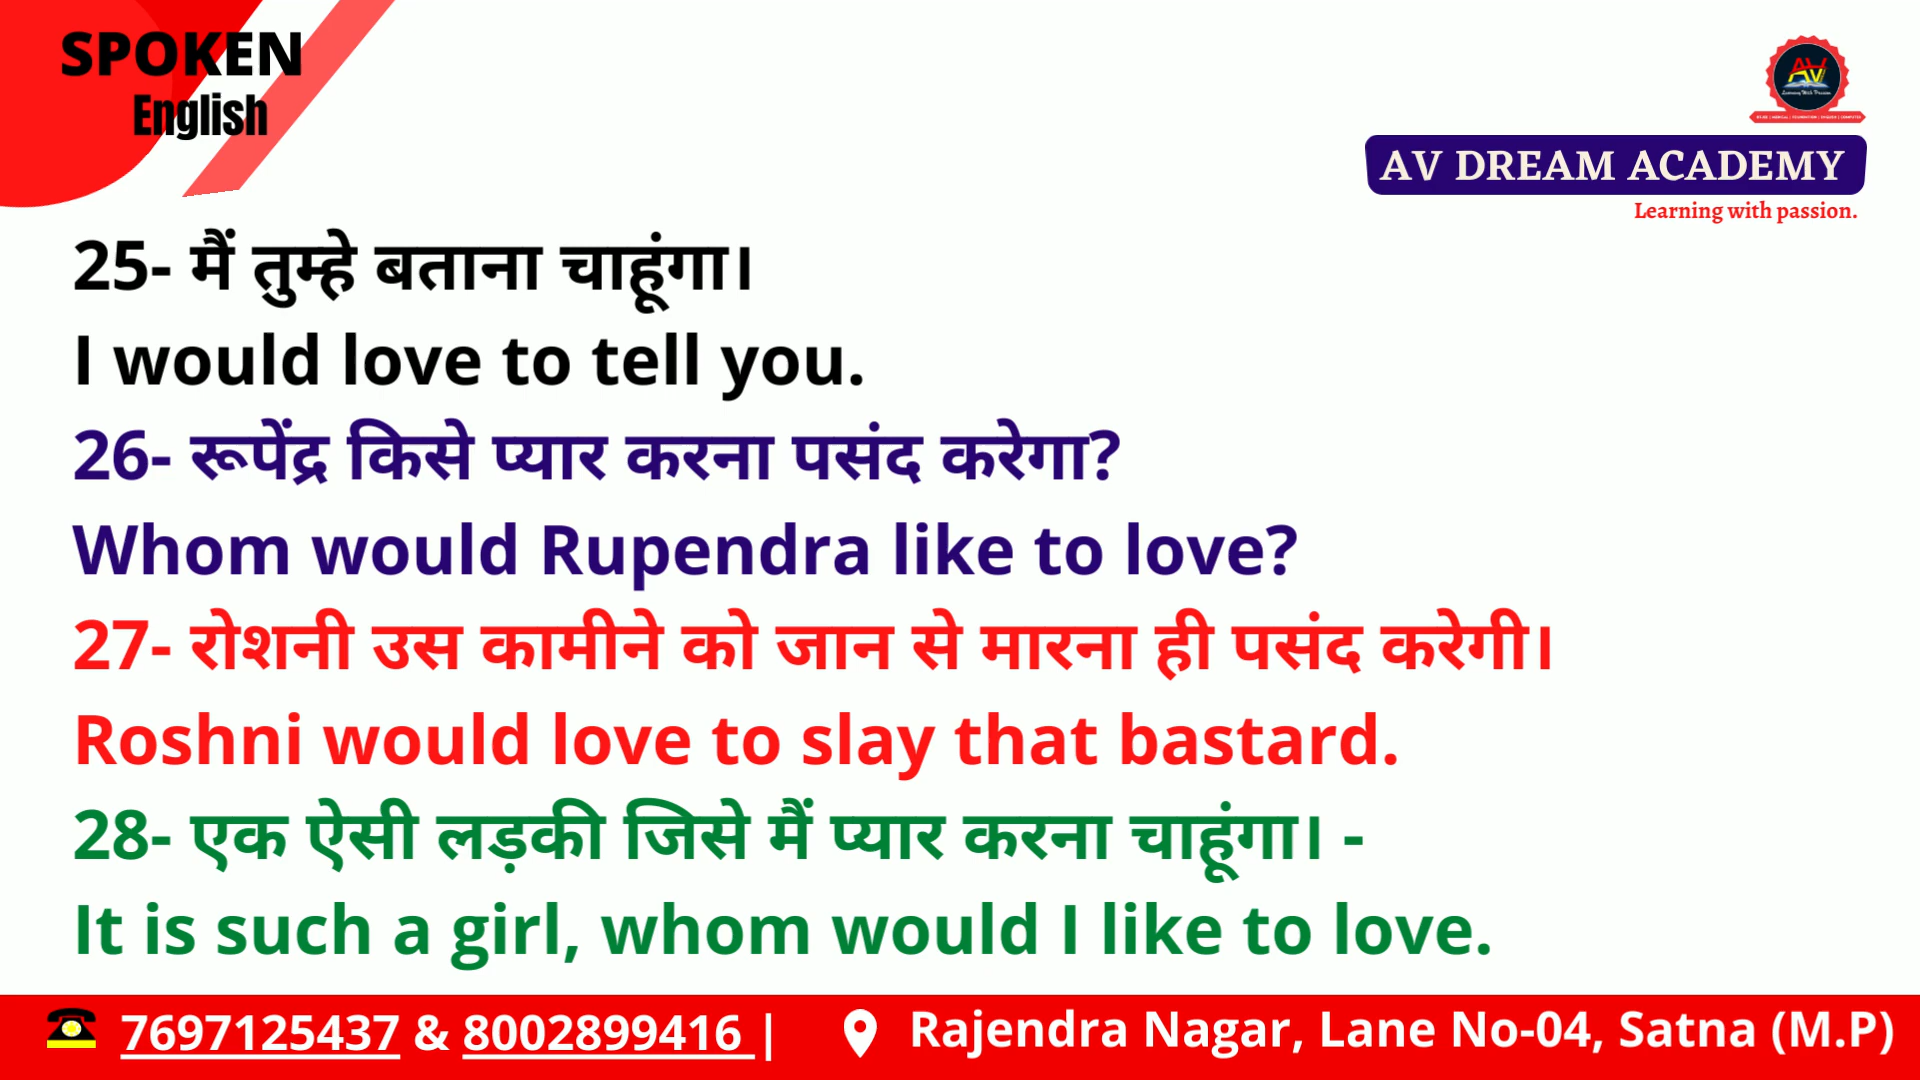 SPOKEN
English
AV
AV DREAM ACADEMY
Learning with passion.
25- मैं तुम्हे बताना चाहूंगा।
I would love to tell you.
26- रूपेंद्र किसे प्यार करना पसंद करेगा?
Whom would Rupendra like to love?
27- रोशनी उस कामीने को जान से मारना ही पसंद करेगी।
Roshni would love to slay that bastard.
28- एक ऐसी लड़की जिसे मैं प्यार करना चाहूंगा। -
It is such a girl, whom would I like to love.
7697125437 & 8002899416 | Rajendra Nagar, Lane No-04, Satna (M.P)